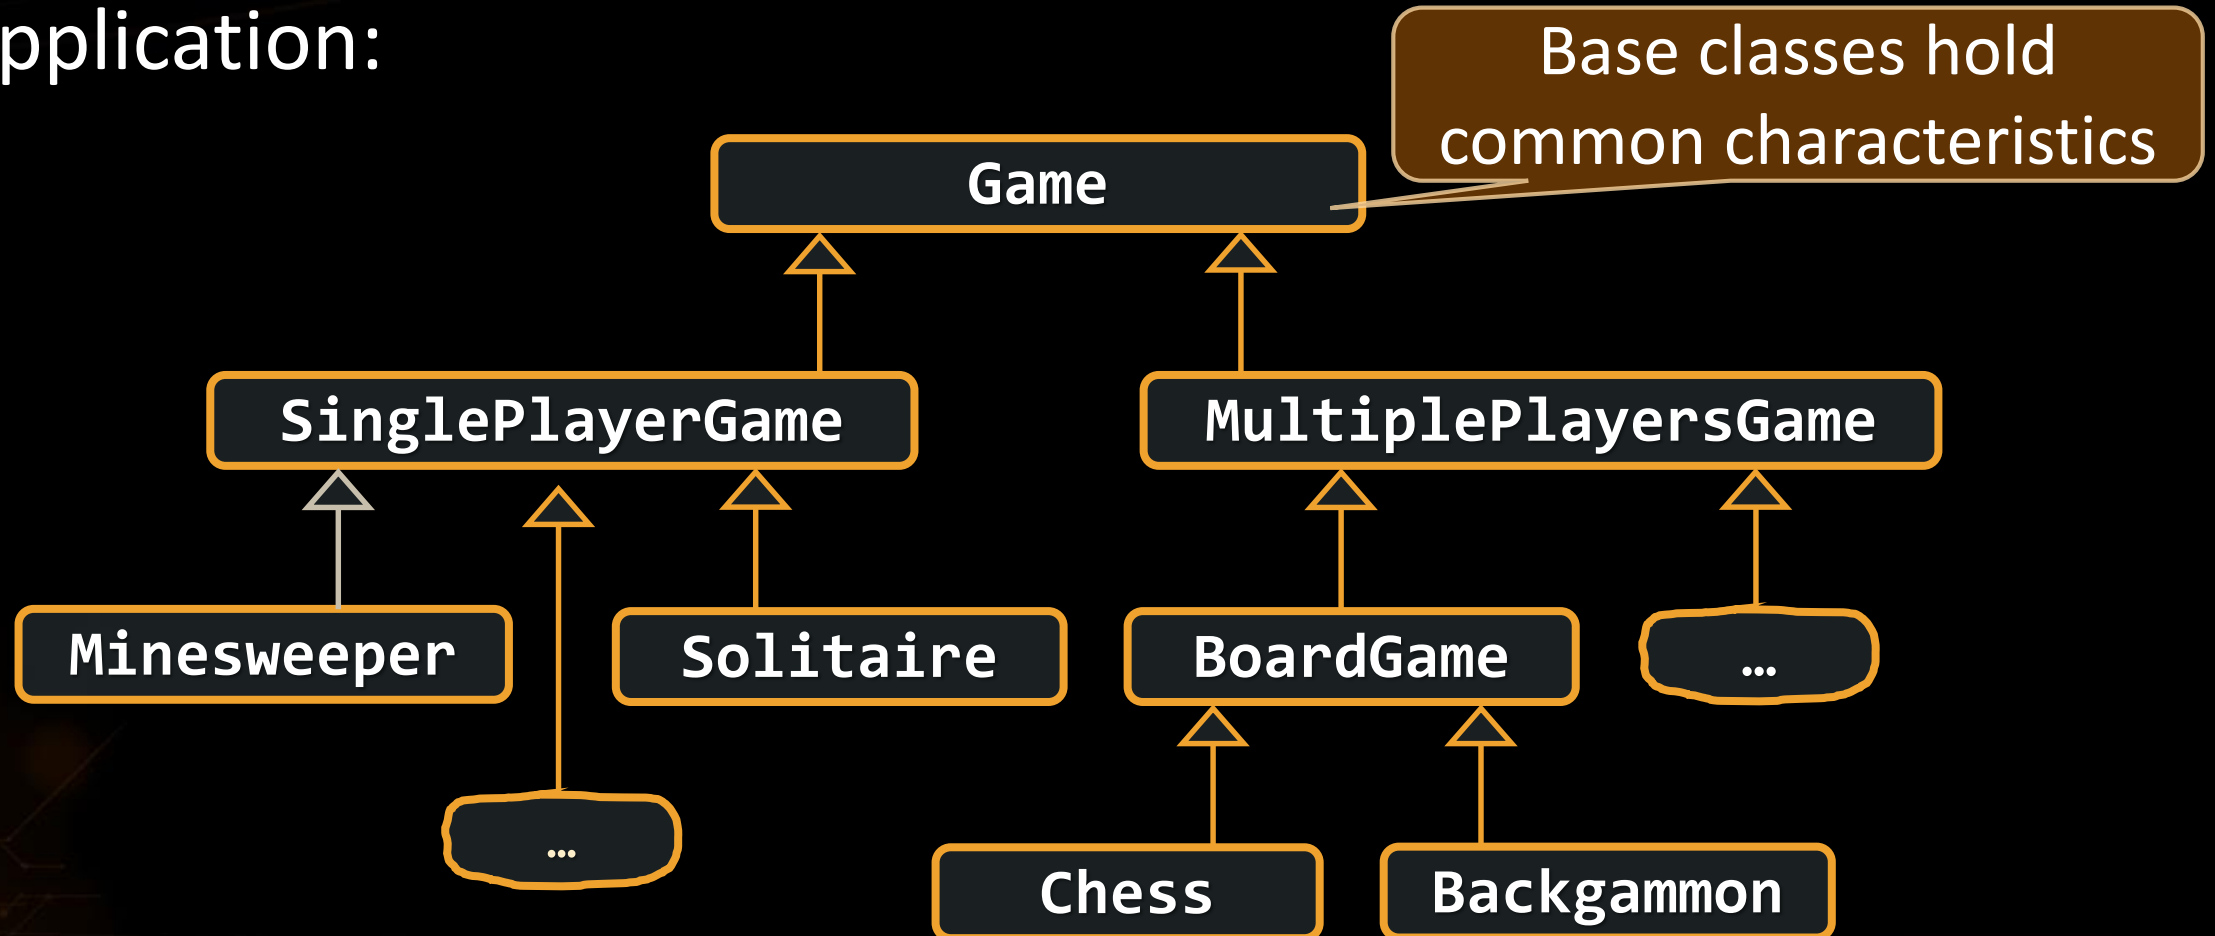 pplication:
Base classes hold
common characteristics
Game
SinglePlayerGame
MultiplePlayersGame
Minesweeper
Solitaire
BoardGame
…
…
Chess
Backgammon